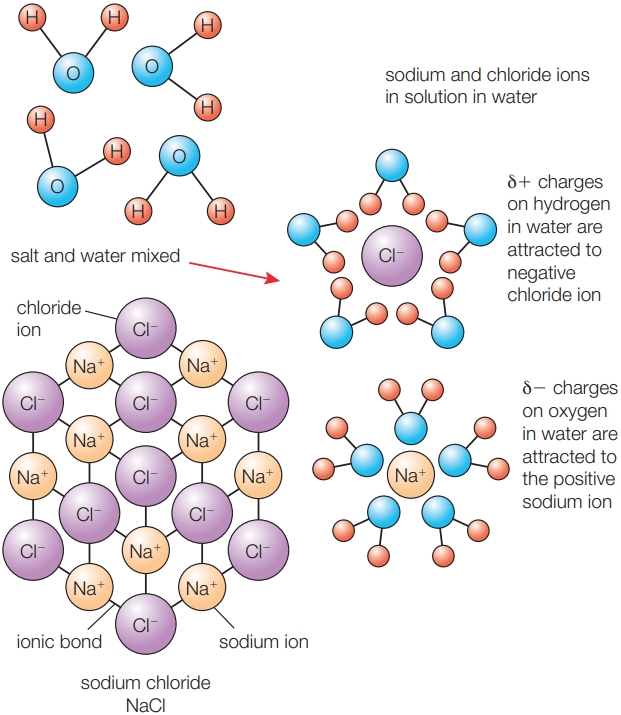 H
H
O
O
H
H
H
H
O
O
H
H
sodium and chloride ions
in solution in water
salt and water mixed
Cl⁻
δ+ charges
on hydrogen
in water are
attracted to
negative
chloride ion
chloride
ion
Cl⁻
Na⁺
Na⁺
Cl⁻
Cl⁻
Cl⁻
Na⁺
Na⁺
Na⁺
Cl⁻
Na⁺
Cl⁻
Cl⁻
Cl⁻
Na⁺
Cl⁻
Na⁺
Na⁺
Cl⁻
ionic bond
sodium ion
sodium chloride
NaCl
Na⁺
δ− charges
on oxygen
in water are
attracted to
the positive
sodium ion